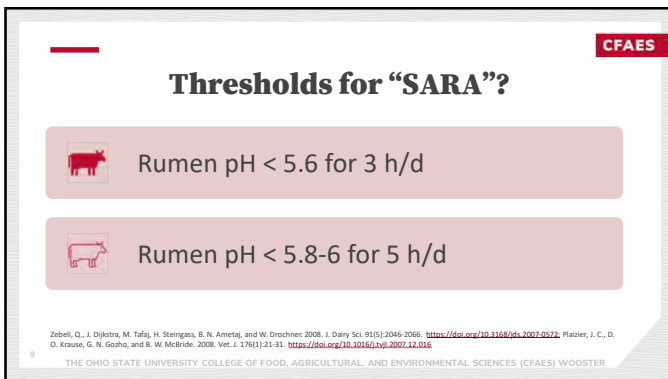 CFAES
Thresholds for “SARA”?
Rumen pH < 5.6 for 3 h/d
Rumen pH < 5.8-6 for 5 h/d
Zebeli, Q., J. Dijkstra, M. Tafaj, H. Steingass, B. N. Ametaj, and W. Drochner. 2008. J. Dairy Sci. 91(5):2046-2066. https://doi.org/10.3168/jds.2007-0572; Plaizier, J. C., D.
O. Krause, G. N. Gozho, and B. W. McBride. 2008. Vet. J. 176(1):21-31. https://doi.org/10.1016/j.tvjl.2007.12.016
9
THE OHIO STATE UNIVERSITY COLLEGE OF FOOD, AGRICULTURAL, AND ENVIRONMENTAL SCIENCES (CFAES) WOOSTER